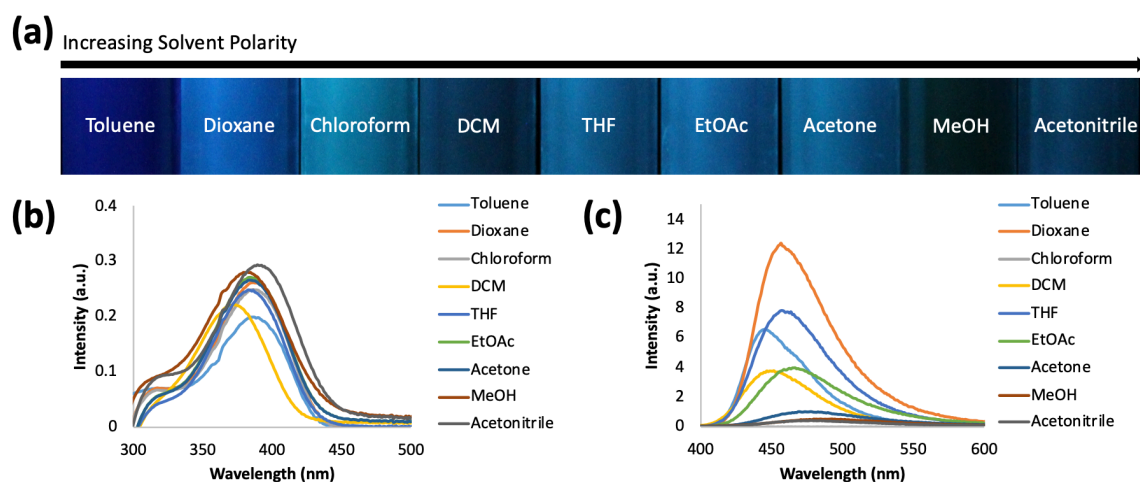 (a)
Increasing Solvent Polarity
Toluene Dioxane Chloroform DCM THF EtOAc Acetone MeOH Acetonitrile
(b)
0.4
0.3
0.2
0.1
0
300 350 400 450 500
Intensity (a.u.)
Wavelength (nm)
Toluene
Dioxane
Chloroform
DCM
THF
EtOAc
Acetone
MeOH
Acetonitrile
(c)
14
12
10
8
6
4
2
0
400 450 500 550 600
Intensity (a.u.)
Wavelength (nm)
Toluene
Dioxane
Chloroform
DCM
THF
EtOAc
Acetone
MeOH
Acetonitrile